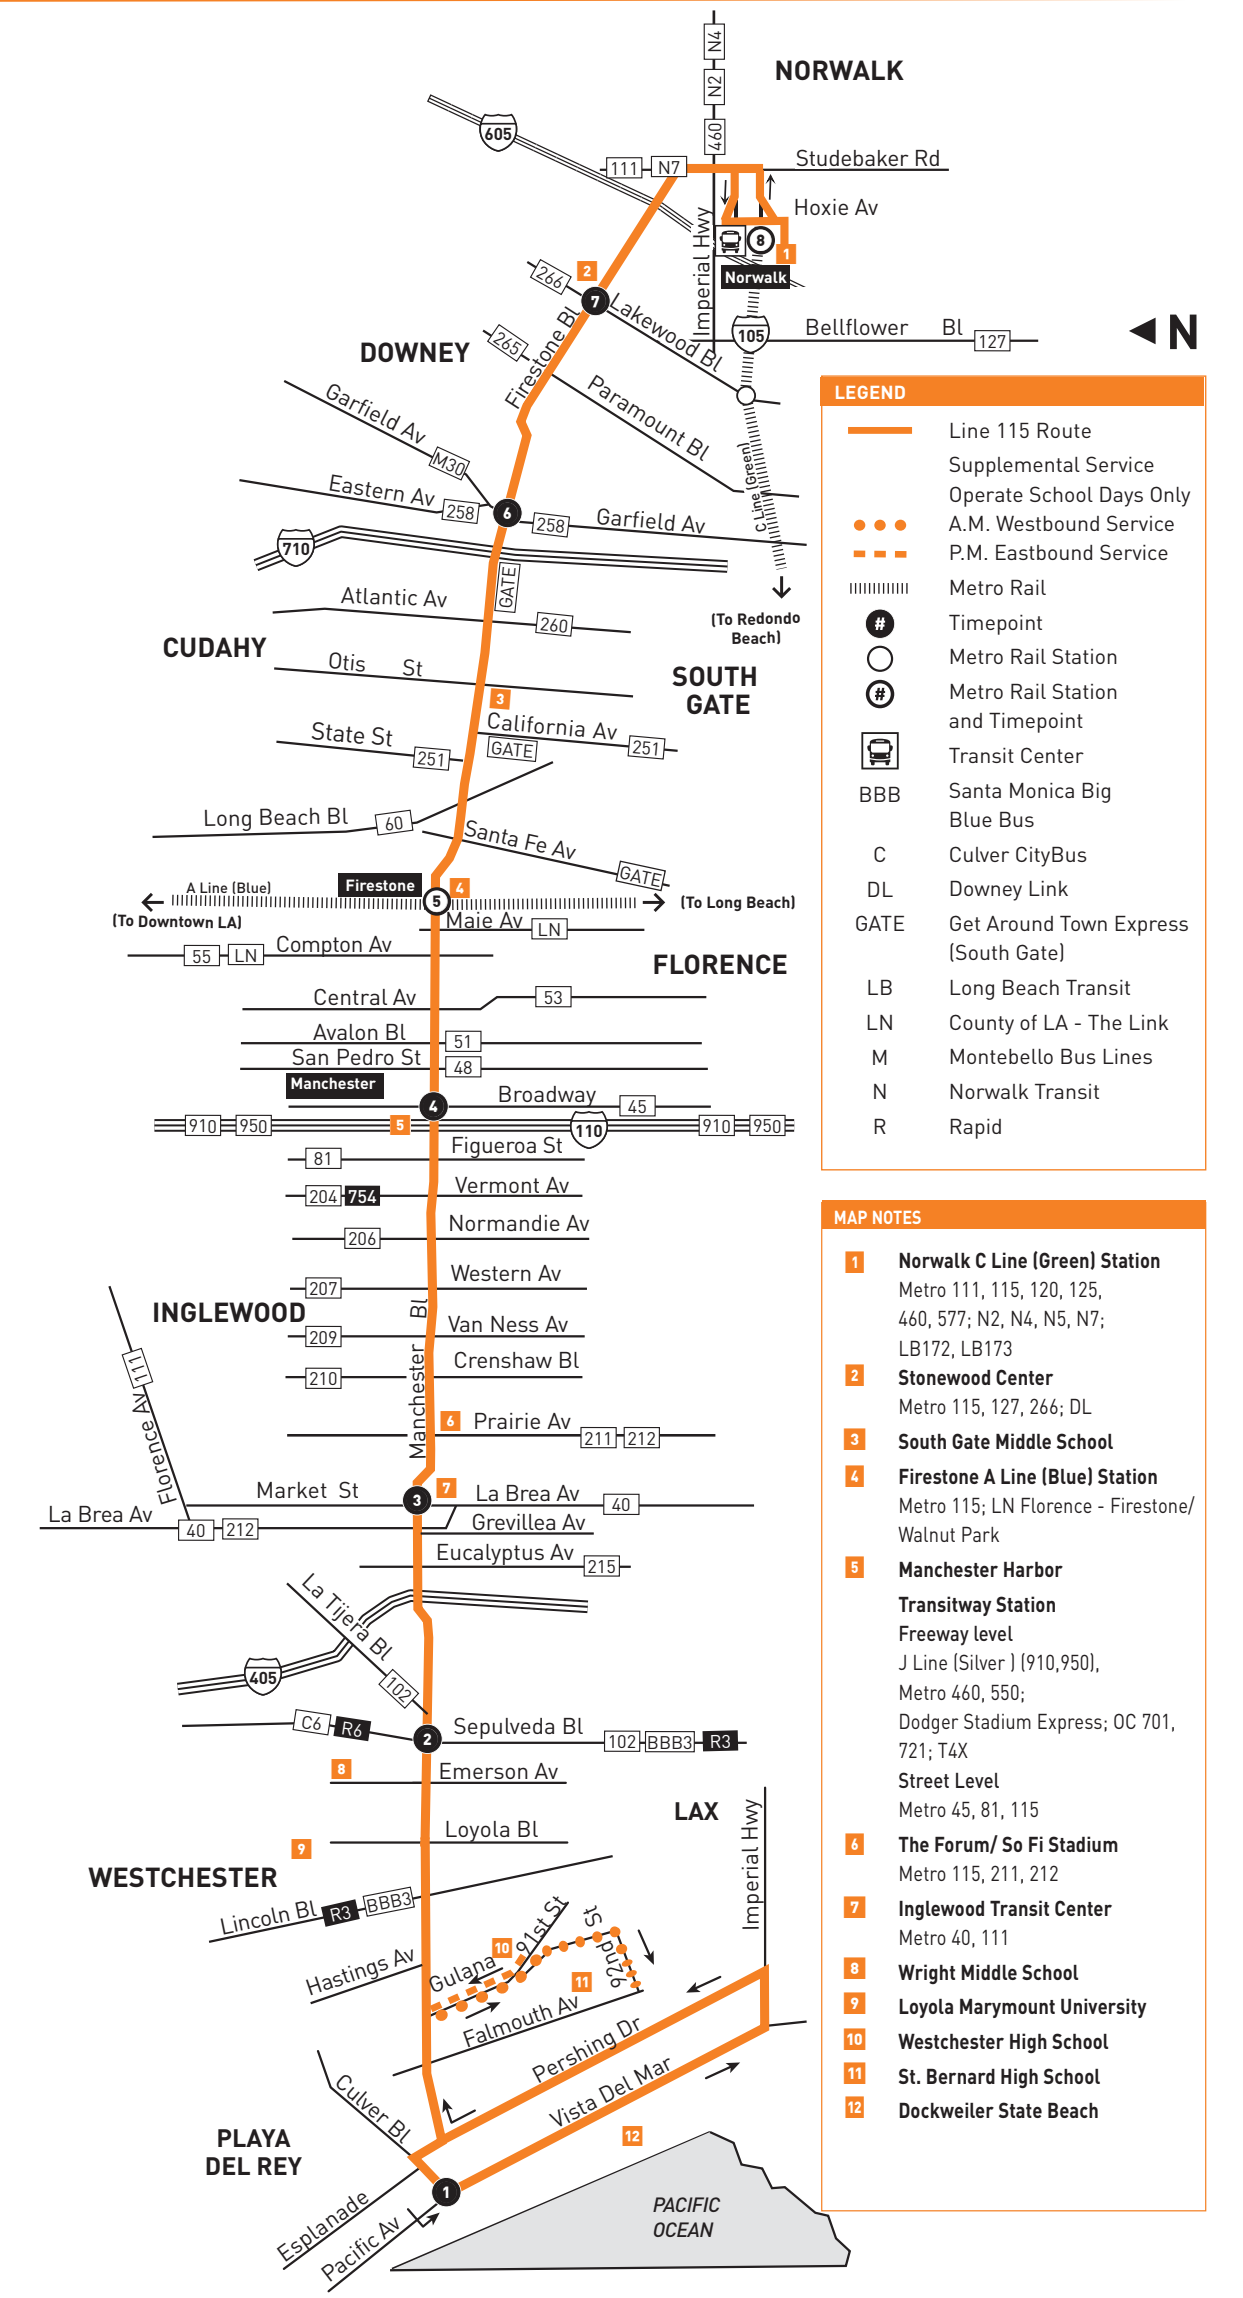 N4
N2
NORWALK
605
460
Studebaker Rd
111
N7
Hoxie Av
Imperial Hwy
8
1
Norwalk
2
266
7
Lakewood Bl
105
Bellflower Bl
127
N
265
DOWNEY
Firestone Bl
Paramount Bl
Garfield Av
M30
C Line (Green)
Eastern Av
258
6
258
Garfield Av
710
GATE
Atlantic Av
260
(To Redondo
Beach)
CUDAHY
Otis St
SOUTH
GATE
3
State St
251
California Av
GATE
251
Long Beach Bl
60
Santa Fe Av
GATE
A Line (Blue)
Firestone
4
5
(To Downtown LA)
(To Long Beach)
Maie Av
LN
55
LN
Compton Av
FLORENCE
Central Av
53
Avalon Bl
51
San Pedro St
48
Manchester
4
Broadway
45
910
950
5
110
910
950
Figueroa St
81
Vermont Av
204
754
Normandie Av
206
Western Av
207
INGLEWOOD
Manchester Bl
Van Ness Av
209
Crenshaw Bl
210
111
Florence Av
6
Prairie Av
211
212
Market St
3
7
La Brea Av
40
La Brea Av
40
212
Grevillea Av
Eucalyptus Av
215
La Tijera Bl
405
102
C6
R6
2
Sepulveda Bl
102
BBB3
R3
8
Emerson Av
LAX
Loyola Bl
9
Imperial Hwy
WESTCHESTER
Lincoln Bl
R3
BBB3
Hastings Av
Gulana
10
91st St
92nd St
11
Falmouth Av
Pershing Dr
Vista Del Mar
Culver Bl
PLAYA
DEL REY
12
1
Esplanade
Pacific Av
PACIFIC
OCEAN
LEGEND
Line 115 Route
Supplemental Service
Operate School Days Only
A.M. Westbound Service
P.M. Eastbound Service
Metro Rail
# Timepoint
Metro Rail Station
# Metro Rail Station
and Timepoint
Transit Center
BBB Santa Monica Big
Blue Bus
C Culver CityBus
DL Downey Link
GATE Get Around Town Express
(South Gate)
LB Long Beach Transit
LN County of LA - The Link
M Montebello Bus Lines
N Norwalk Transit
R Rapid
MAP NOTES
1 Norwalk C Line (Green) Station
Metro 111, 115, 120, 125,
460, 577; N2, N4, N5, N7;
LB172, LB173
2 Stonewood Center
Metro 115, 127, 266; DL
3 South Gate Middle School
4 Firestone A Line (Blue) Station
Metro 115; LN Florence - Firestone/
Walnut Park
5 Manchester Harbor
Transitway Station
Freeway level
J Line (Silver ) (910,950),
Metro 460, 550;
Dodger Stadium Express; OC 701,
721; T4X
Street Level
Metro 45, 81, 115
6 The Forum/ So Fi Stadium
Metro 115, 211, 212
7 Inglewood Transit Center
Metro 40, 111
8 Wright Middle School
9 Loyola Marymount University
10 Westchester High School
11 St. Bernard High School
12 Dockweiler State Beach